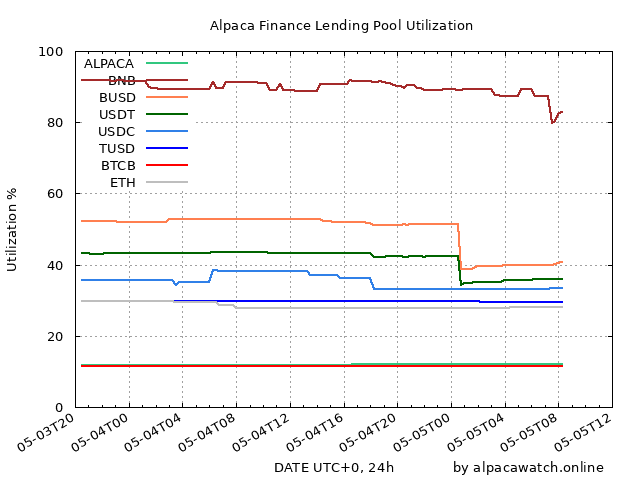 Alpaca Finance Lending Pool Utilization
100
80
60
40
20
0
Utilization %
ALPACA
BNB
BUSD
USDT
USDC
TUSD
BTCB
ETH
05-03T20
05-04T00
05-04T04
05-04T08
05-04T12
05-04T16
05-04T20
05-05T00
05-05T04
05-05T08
05-05T12
DATE UTC+0, 24h
by alpacawatch.online